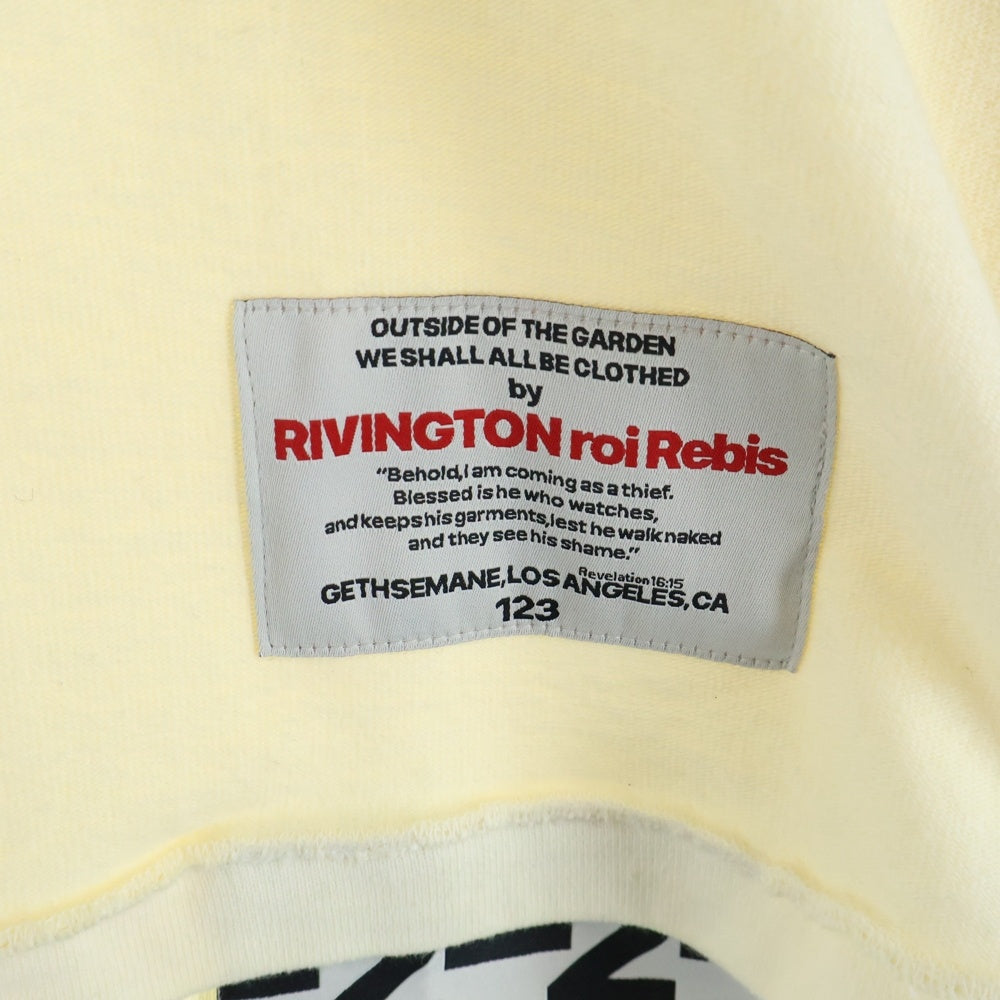 OUTSIDE OF THE GARDEN
WE SHALL ALL BE CLOTHED
by
RIVINGTON roi Rebis
“Behold, I am coming as a thief.
Blessed is he who watches,
and keeps his garments, lest he walk naked
and they see his shame.”
Revelation 16:15
GETHSEMANE, LOS ANGELES, CA
123